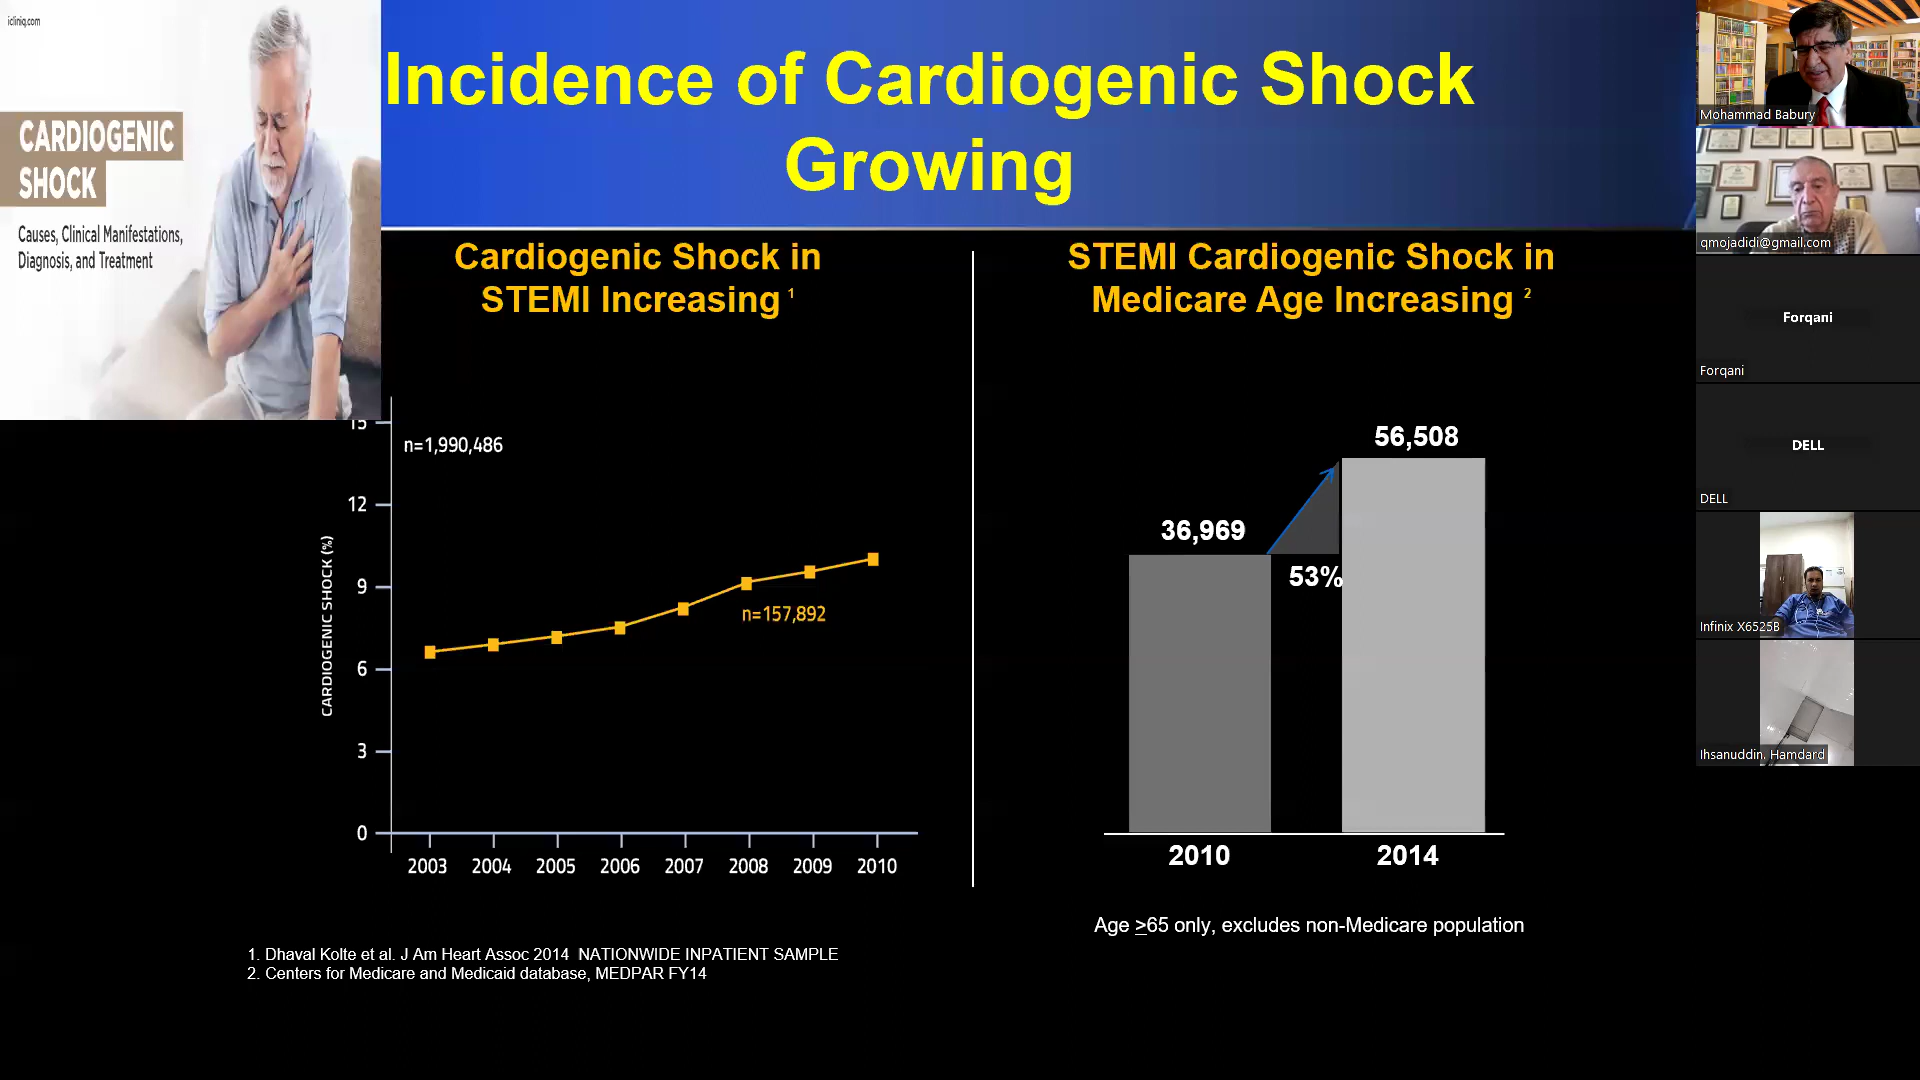 icliniq.com
CARDIOGENIC
SHOCK
Causes, Clinical Manifestations,
Diagnosis, and Treatment
Incidence of Cardiogenic Shock
Growing
Cardiogenic Shock in
STEMI Increasing 1
15
n=1,990,486
12
9
6
3
0
CARDIOGENIC SHOCK (%)
n=157,892
2003 2004 2005 2006 2007 2008 2009 2010
STEMI Cardiogenic Shock in
Medicare Age Increasing 2
56,508
36,969
53%
2010 2014
Age >65 only, excludes non-Medicare population
1. Dhaval Kolte et al. J Am Heart Assoc 2014 NATIONWIDE INPATIENT SAMPLE
2. Centers for Medicare and Medicaid database, MEDPAR FY14
Mohammad Babury
qmojadidi@gmail.com
Forqani
Forqani
DELL
DELL
Infinix X6525B
Ihsanuddin. Hamdard